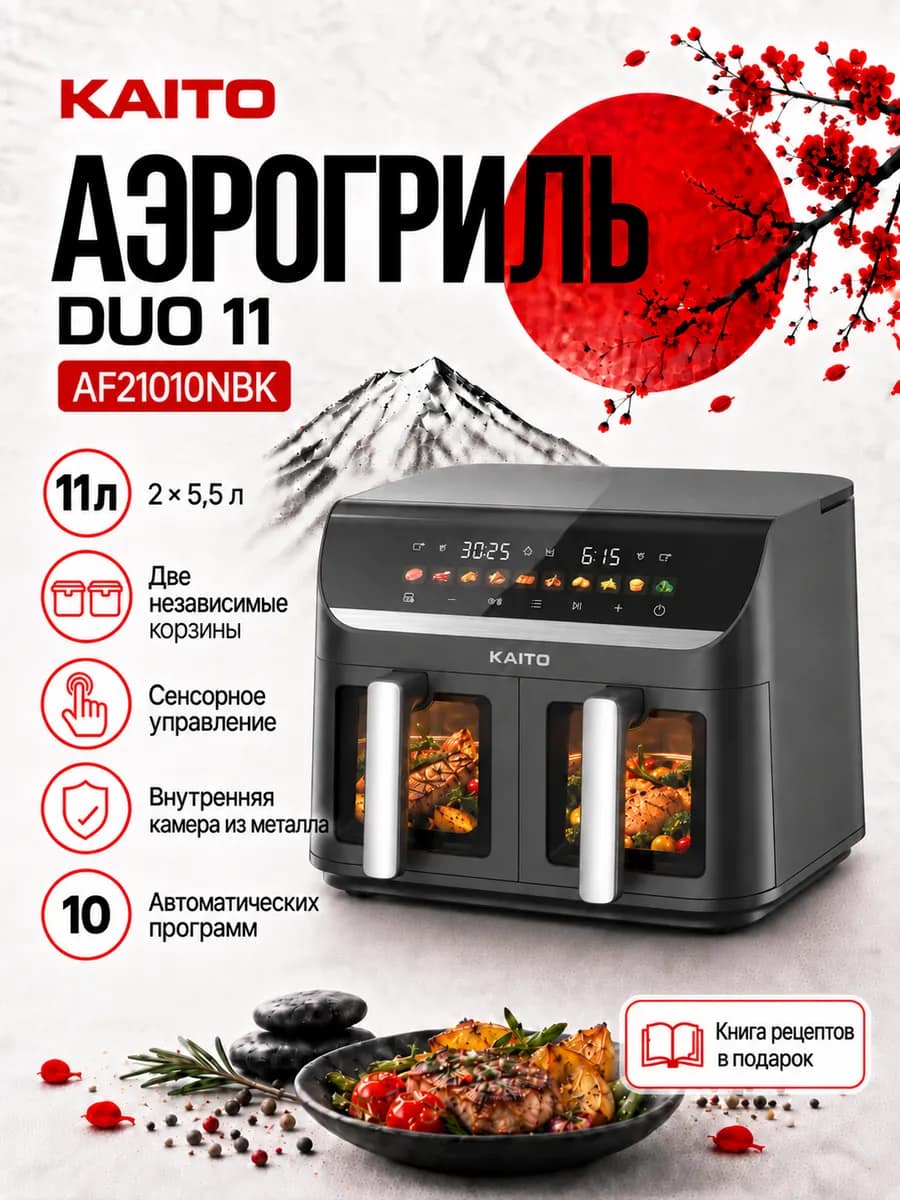 KAITO
АЭРОГРИЛЬ
DUO 11
AF21010NBK
11л
2 × 5,5 л
Две
независимые
корзины
Сенсорное
управление
Внутренняя
камера из металла
10
Автоматических
программ
30:25
6:15
KAITO
Книга рецептов
в подарок